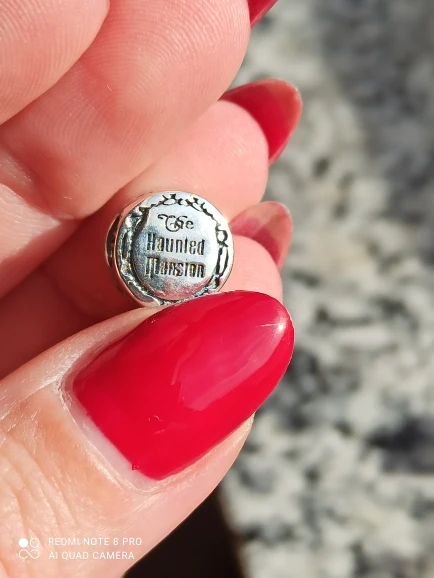 The
Haunted
Mansion
REDMI NOTE 8 PRO
AI QUAD CAMERA